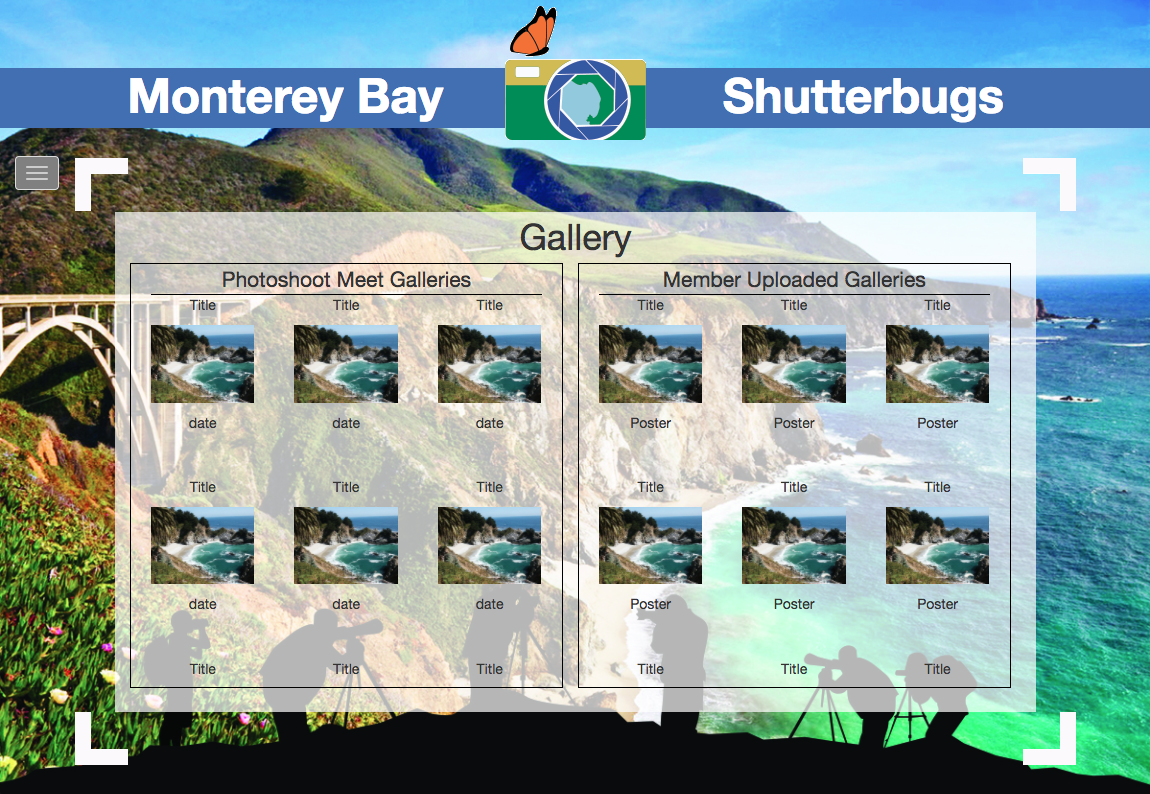 Monterey Bay Shutterbugs
Gallery
Photoshoot Meet Galleries
Title Title Title
date date date
Title Title Title
date date date
Title Title Title
Member Uploaded Galleries
Title Title Title
Poster Poster Poster
Title Title Title
Poster Poster Poster
Title Title Title